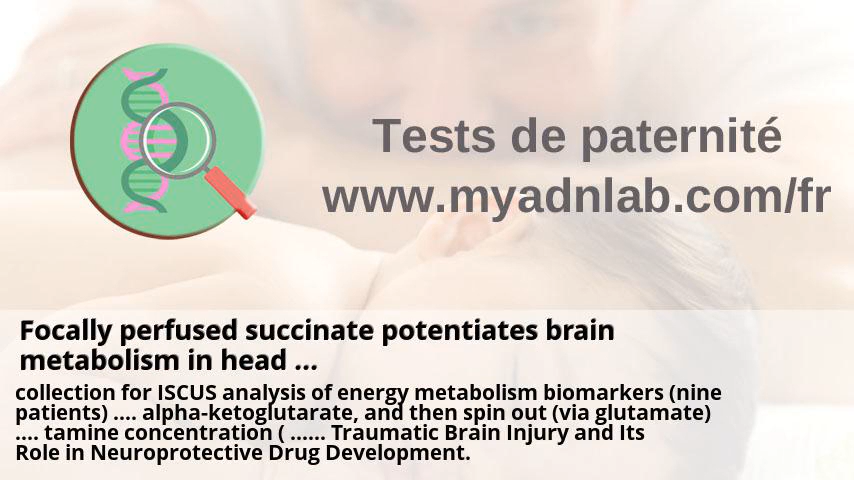 Tests de paternité
www.myadnlab.com/fr
Focally perfused succinate potentiates brain
metabolism in head ...
collection for ISCUS analysis of energy metabolism biomarkers (nine
patients) .... alpha-ketoglutarate, and then spin out (via glutamate)
.... tamine concentration ( ...... Traumatic Brain Injury and Its
Role in Neuroprotective Drug Development.